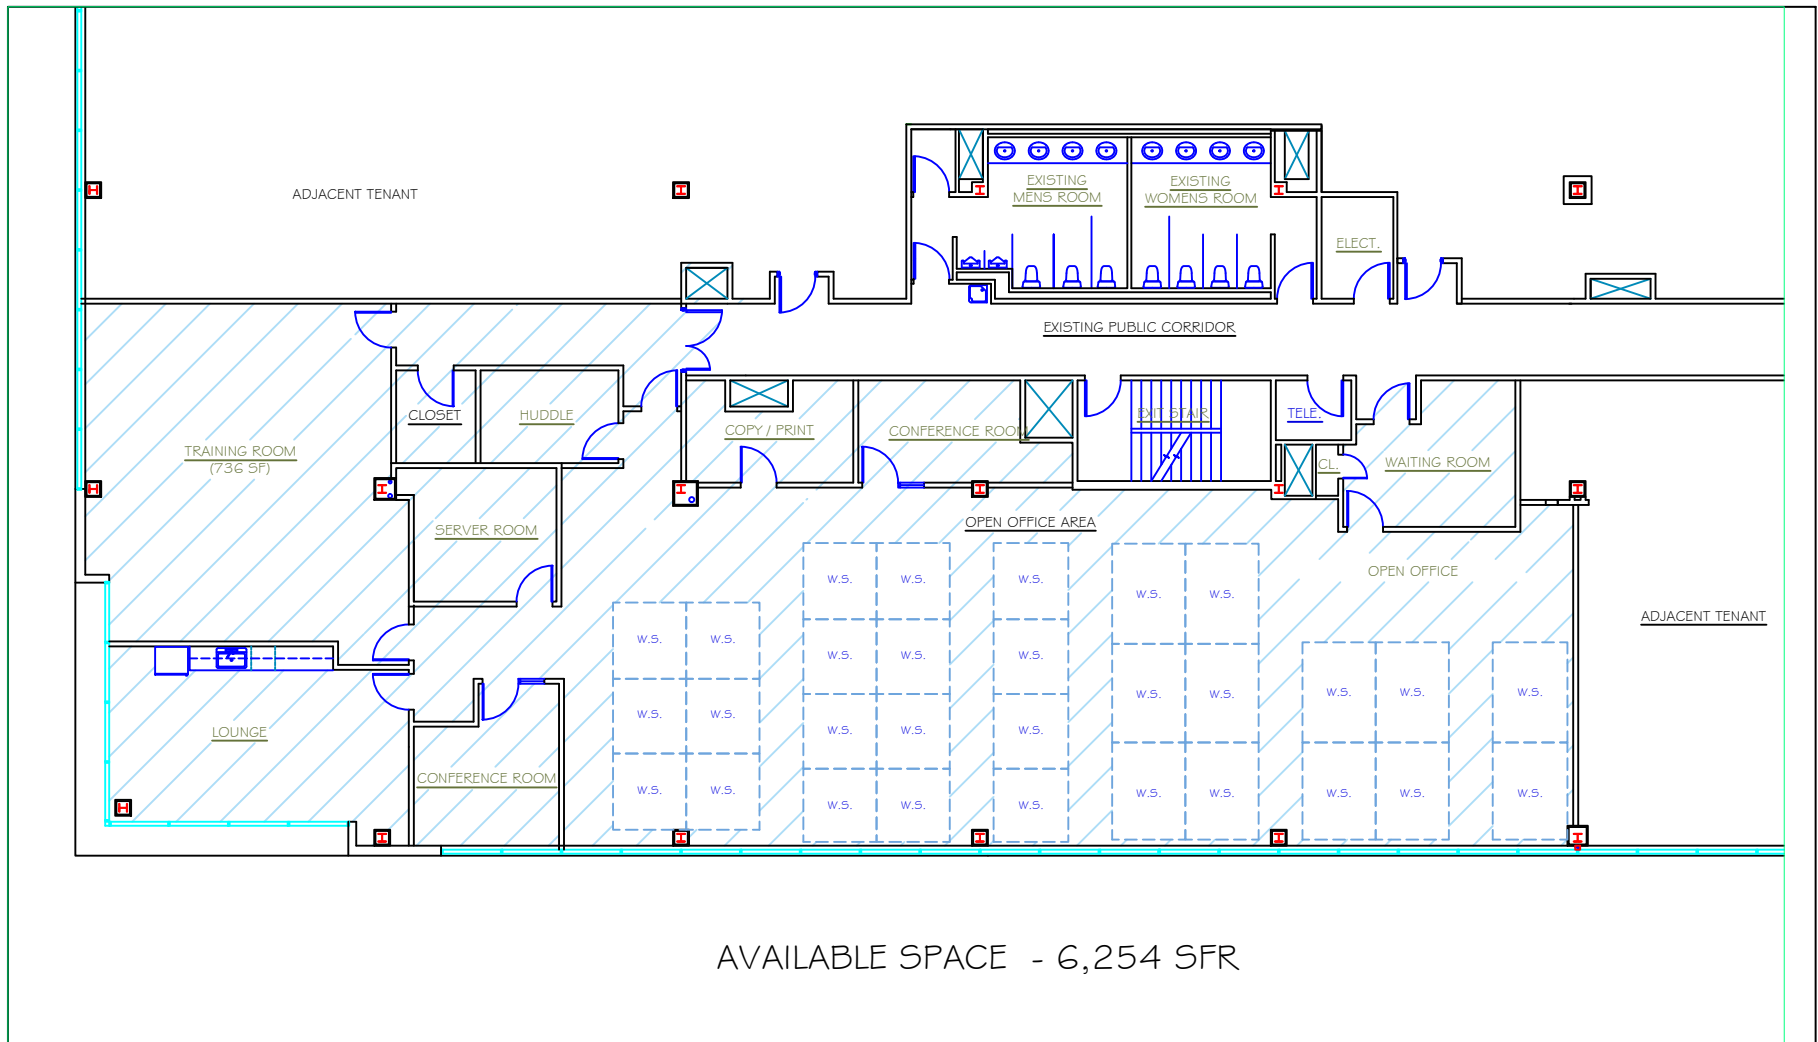 EXISTING
MENS ROOM
EXISTING
WOMENS ROOM
ADJACENT TENANT
ELECT.
EXISTING PUBLIC CORRIDOR
CLOSET
HUDDLE
EXIT STAIR
TELE.
COPY / PRINT
CONFERENCE ROOM
TRAINING ROOM
(736 SF)
CL.
WAITING ROOM
SERVER ROOM
OPEN OFFICE AREA
OPEN OFFICE
W.S. W.S. W.S.
W.S. W.S.
ADJACENT TENANT
W.S. W.S.
W.S. W.S. W.S.
W.S. W.S.
W.S. W.S. W.S.
W.S. W.S.
W.S. W.S. W.S.
LOUNGE
CONFERENCE ROOM
W.S. W.S.
W.S. W.S. W.S.
W.S. W.S.
W.S. W.S. W.S.
AVAILABLE SPACE - 6,254 SFR